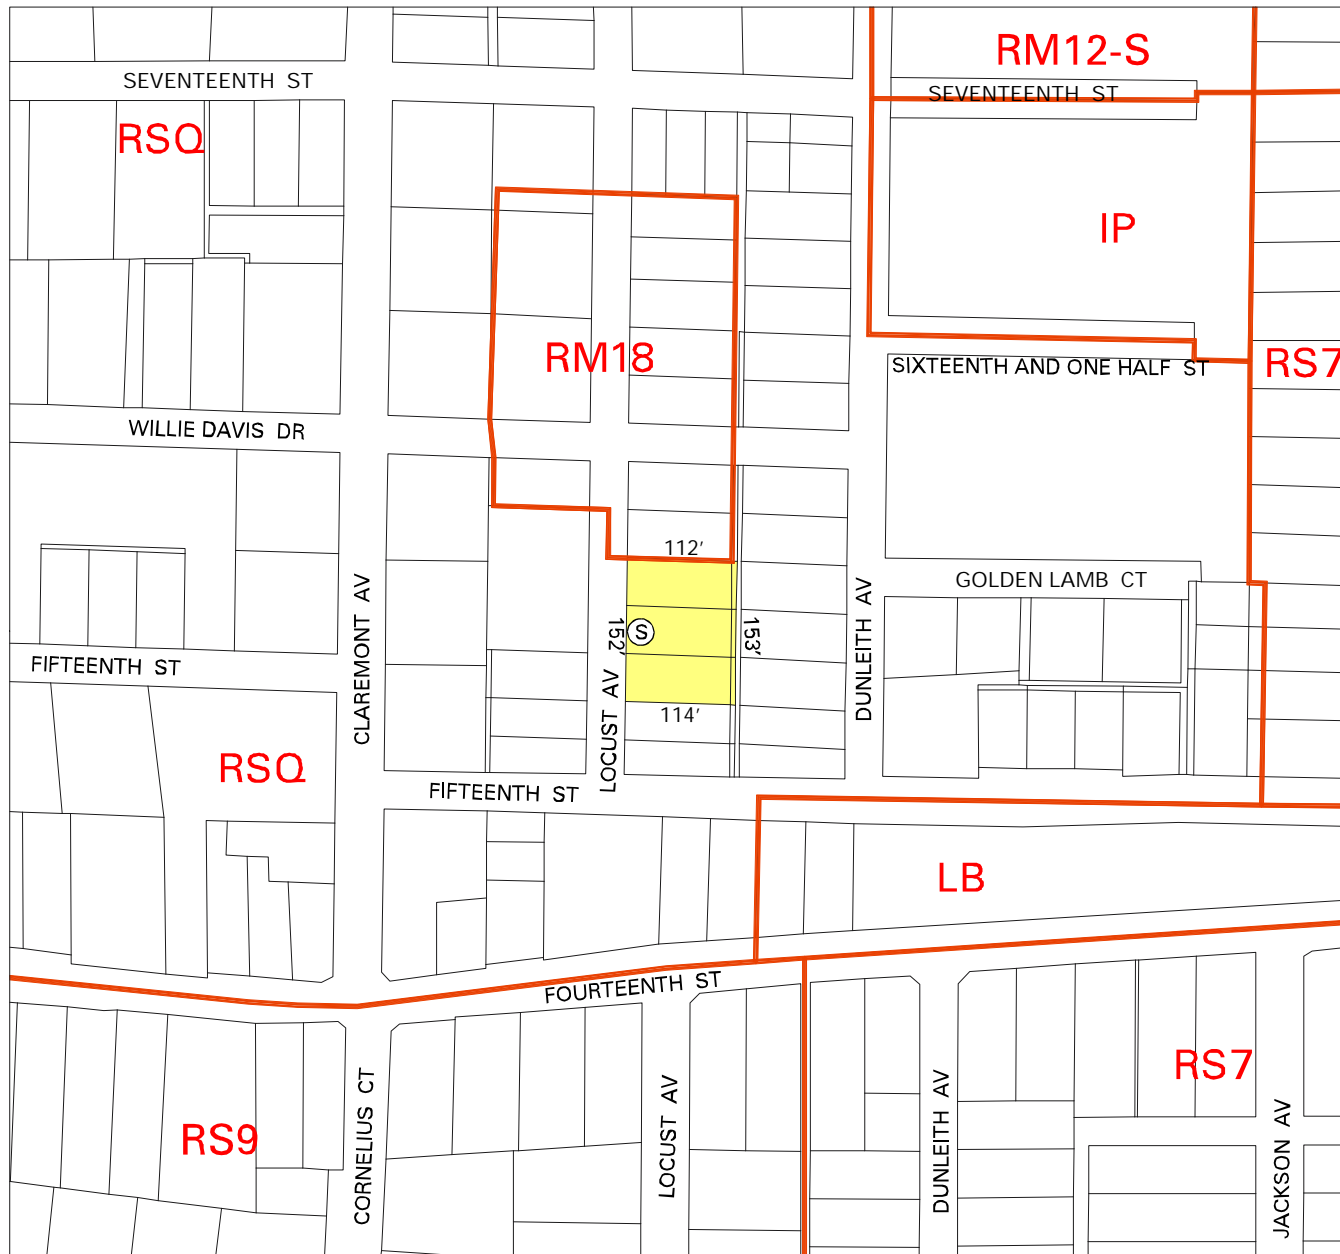 RM12-S
SEVENTEENTH ST
SEVENTEENTH ST
RSQ
IP
RM18
RS7
SIXTEENTH AND ONE HALF ST
WILLIE DAVIS DR
112'
GOLDEN LAMB CT
CLAREMONT AV
DUNLEITH AV
152'
S
153'
FIFTEENTH ST
LOCUST AV
114'
RSQ
FIFTEENTH ST
LB
FOURTEENTH ST
RS7
RS9
CORNELIUS CT
LOCUST AV
DUNLEITH AV
JACKSON AV